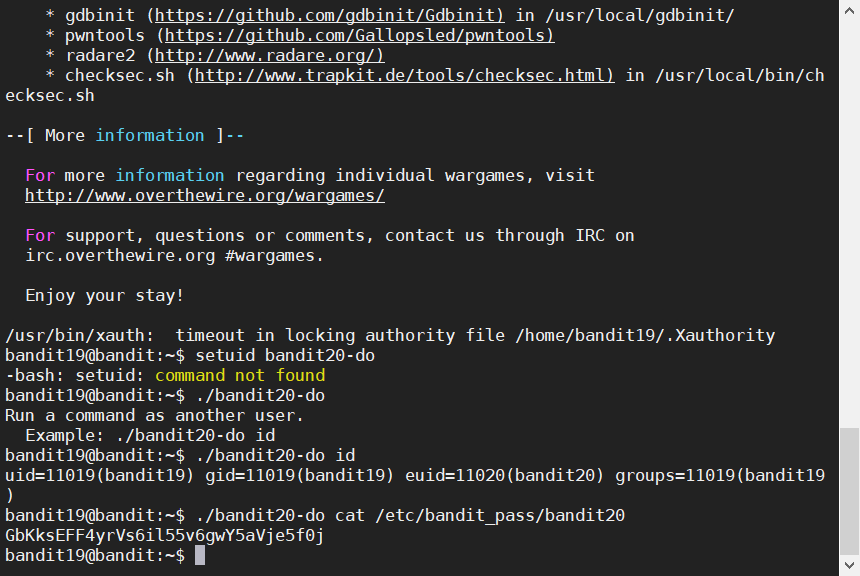 * gdbinit (https://github.com/gdbinit/Gdbinit) in /usr/local/gdbinit/
* pwntools (https://github.com/Gallopsled/pwntools)
* radare2 (http://www.radare.org/)
* checksec.sh (http://www.trapkit.de/tools/checksec.html) in /usr/local/bin/ch
ecksec.sh
--[ More information ]--
For more information regarding individual wargames, visit
http://www.overthewire.org/wargames/
For support, questions or comments, contact us through IRC on
irc.overthewire.org #wargames.
Enjoy your stay!
/usr/bin/xauth:  timeout in locking authority file /home/bandit19/.Xauthority
bandit19@bandit:~$ setuid bandit20-do
-bash: setuid: command not found
bandit19@bandit:~$ ./bandit20-do
Run a command as another user.
Example: ./bandit20-do id
bandit19@bandit:~$ ./bandit20-do id
uid=11019(bandit19) gid=11019(bandit19) euid=11020(bandit20) groups=11019(bandit19
)
bandit19@bandit:~$ ./bandit20-do cat /etc/bandit_pass/bandit20
GbKksEFF4yrVs6il55v6gwY5aVje5f0j
bandit19@bandit:~$